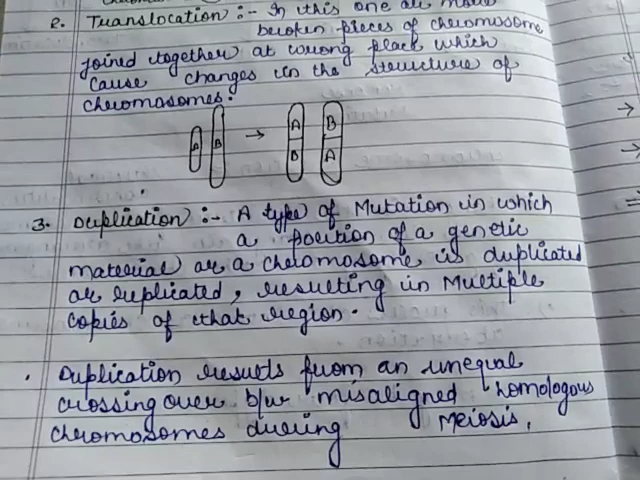 2. Translocation :- In this one or more
broken pieces of chromosome
joined together at wrong place which
cause changes in the structure of
chromosomes.
A B → A B B A
3. Duplication :- A type of Mutation in which
a position of a genetic
material or a chromosome is duplicated
or replicated, resulting in Multiple
copies of that region.
. Duplication results from an unequal
crossing over b/w misaligned homologous
chromosomes during meiosis.